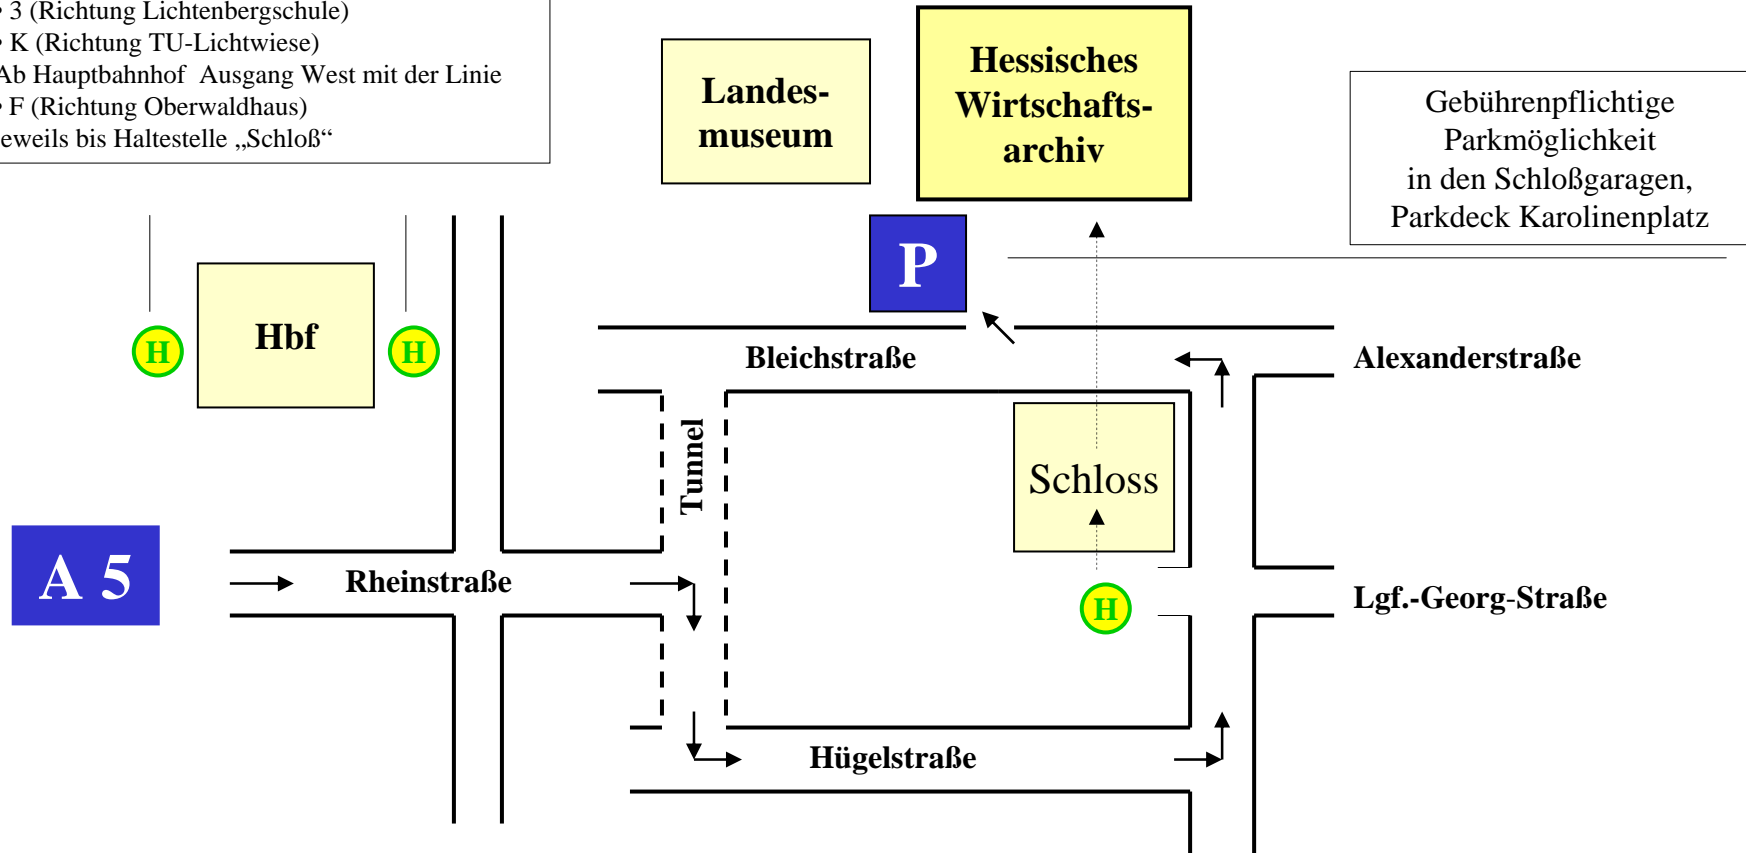 • 3 (Richtung Lichtenbergschule)
• K (Richtung TU-Lichtwiese)
Ab Hauptbahnhof  Ausgang West mit der Linie
• F (Richtung Oberwaldhaus)
eweils bis Haltestelle „Schloß“
Landes-
museum
Hessisches
Wirtschafts-
archiv
Gebührenpflichtige
Parkmöglichkeit
in den Schloßgaragen,
Parkdeck Karolinenplatz
P
Hbf
H
H
Bleichstraße
Alexanderstraße
Tunnel
Schloss
A 5
Rheinstraße
H
Lgf.-Georg-Straße
Hügelstraße